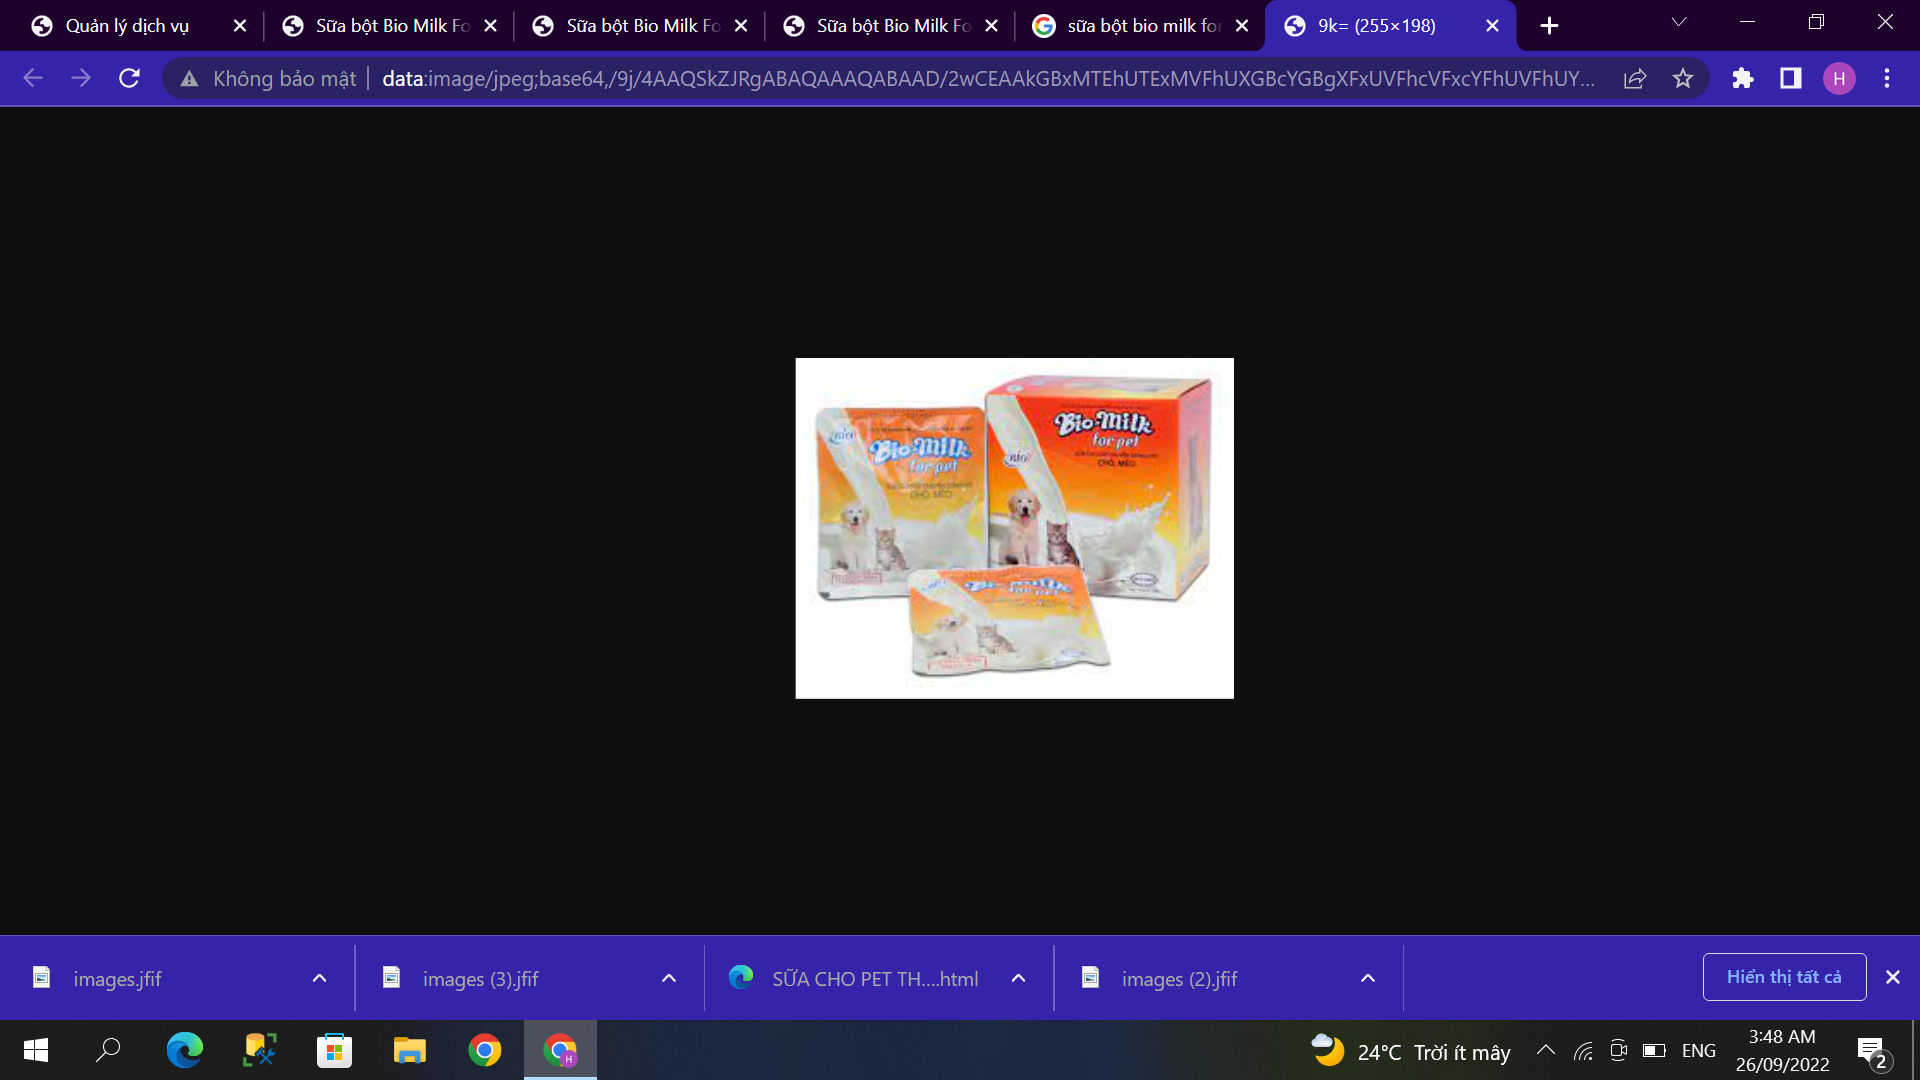 Quản lý dịch vụ
Sữa bột Bio Milk Fo
Sữa bột Bio Milk Fo
Sữa bột Bio Milk Fo
sữa bột bio milk for
9k= (255×198)
Không bảo mật
data:image/jpeg;base64,/9j/4AAQSkZJRgABAQAAAQABAAD/2wCEAAkGBxMTEhUTExMVFhUXGBcYGBgXFxUVFhcVFxcYFhUVFhUY...
H
Bio-Milk
for pet
CHÓ, MÈO
bio
Bio-Milk
for pet
CHÓ, MÈO
bio
Bio-milk
for pet
images.jfif
images (3).jfif
SỮA CHO PET TH....html
images (2).jfif
Hiển thị tất cả
H
24°C Trời ít mây
ENG
3:48 AM
26/09/2022
2